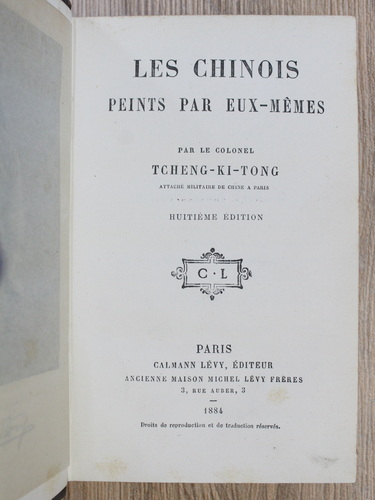 LES CHINOIS
PEINTS PAR EUX-MÊMES
PAR LE COLONEL
TCHENG-KI-TONG
ATTACHÉ MILITAIRE DE CHINE A PARIS
HUITIÈME ÉDITION
C·L
PARIS
CALMANN LÉVY, ÉDITEUR
ANCIENNE MAISON MICHEL LÉVY FRÈRES
3, RUE AUBER, 3
1884
Droits de reproduction et de traduction réservés.